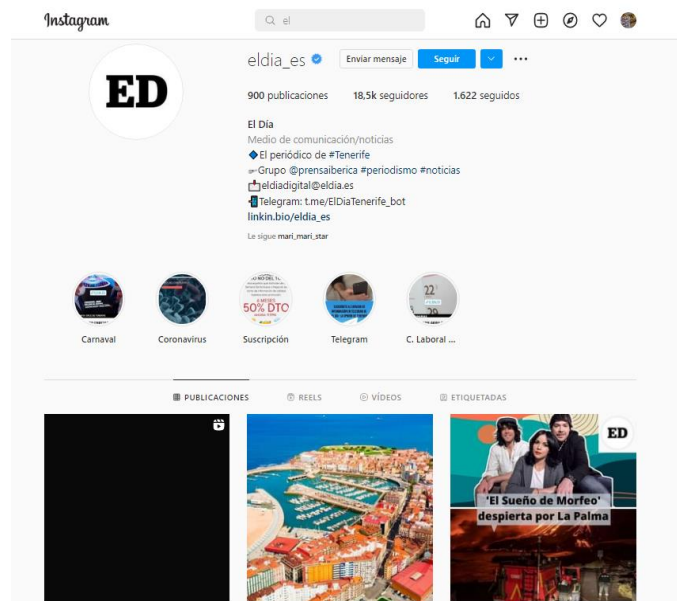 Instagram
el
eldia_es
Enviar mensaje
Seguir
900 publicaciones
18,5k seguidores
1.622 seguidos
El Día
Medio de comunicación/noticias
El periódico de #Tenerife
Grupo @prensaiberica #periodismo #noticias
eldiadigital@eldia.es
Telegram: t.me/ElDiaTenerife_bot
linkin.bio/eldia_es
Le sigue mari_mari_star
ED
50% DTO
22
29
Carnaval
Coronavirus
Suscripción
Telegram
C. Laboral ...
PUBLICACIONES
REELS
VÍDEOS
ETIQUETADAS
ED
'El Sueño de Morfeo'
despierta por La Palma